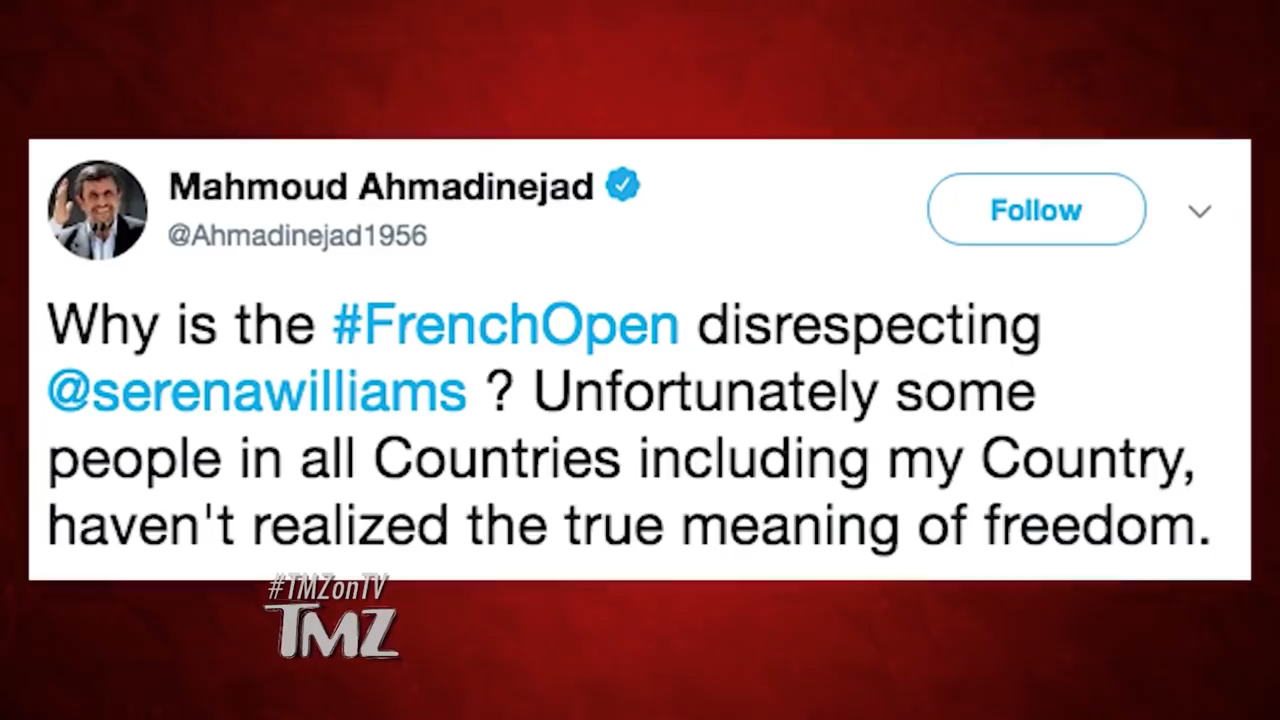 Mahmoud Ahmadinejad
@Ahmadinejad1956
Follow
Why is the #FrenchOpen disrespecting
@serenawilliams ? Unfortunately some
people in all Countries including my Country,
haven't realized the true meaning of freedom.
#TMZonTV
TMZ